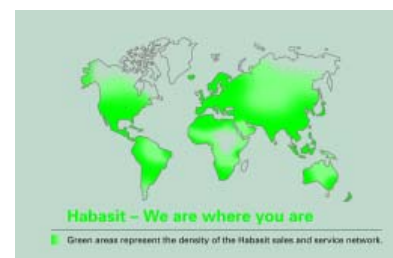 Habasit – We are where you are
Green areas represent the density of the Habasit sales and service network.